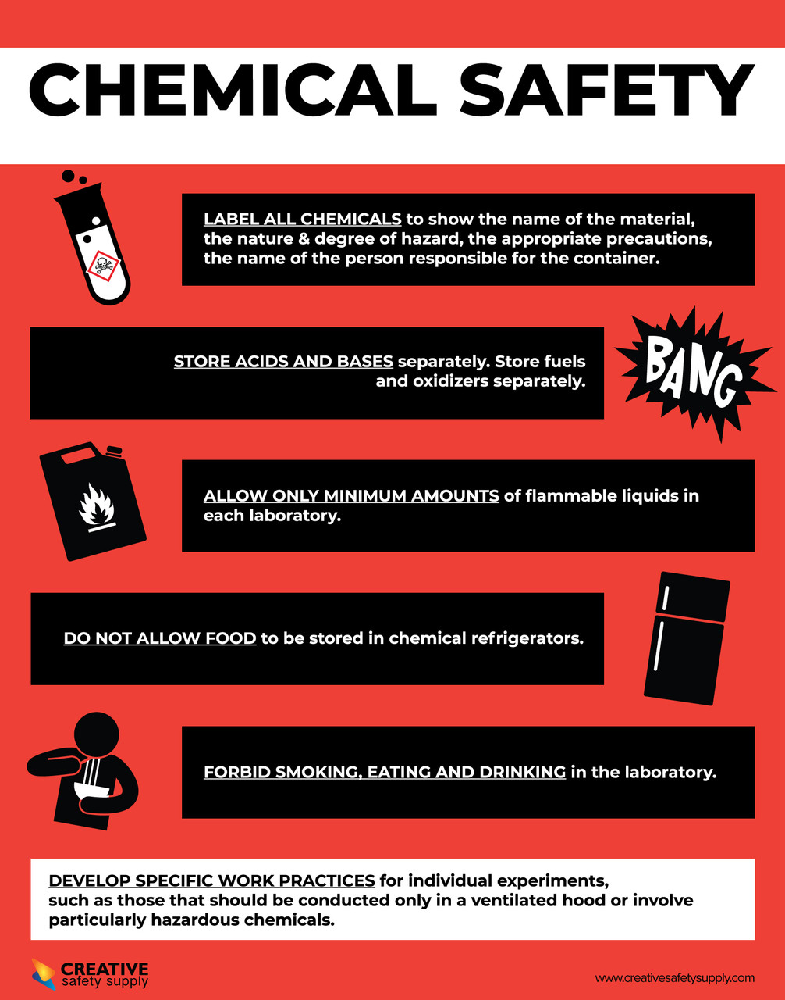 CHEMICAL SAFETY
LABEL ALL CHEMICALS to show the name of the material,
the nature & degree of hazard, the appropriate precautions,
the name of the person responsible for the container.
STORE ACIDS AND BASES separately. Store fuels
and oxidizers separately.
BANG
ALLOW ONLY MINIMUM AMOUNTS of flammable liquids in
each laboratory.
DO NOT ALLOW FOOD to be stored in chemical refrigerators.
FORBID SMOKING, EATING AND DRINKING in the laboratory.
DEVELOP SPECIFIC WORK PRACTICES for individual experiments,
such as those that should be conducted only in a ventilated hood or involve
particularly hazardous chemicals.
CREATIVE
safety supply
www.creativesafetysupply.com